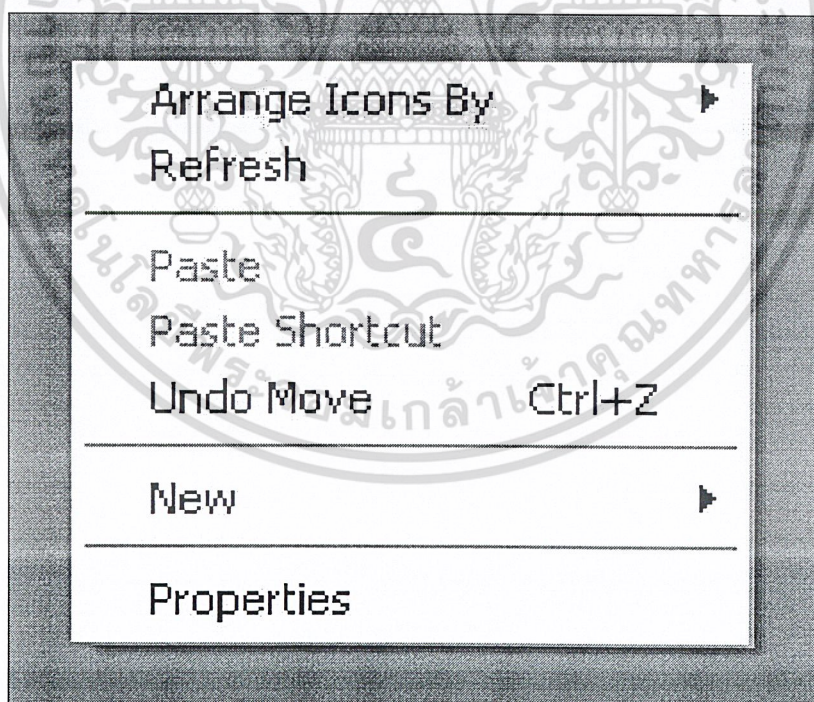 Arrange Icons By
Refresh
Paste
Paste Shortcut
Undo Move Ctrl+Z
New
Properties